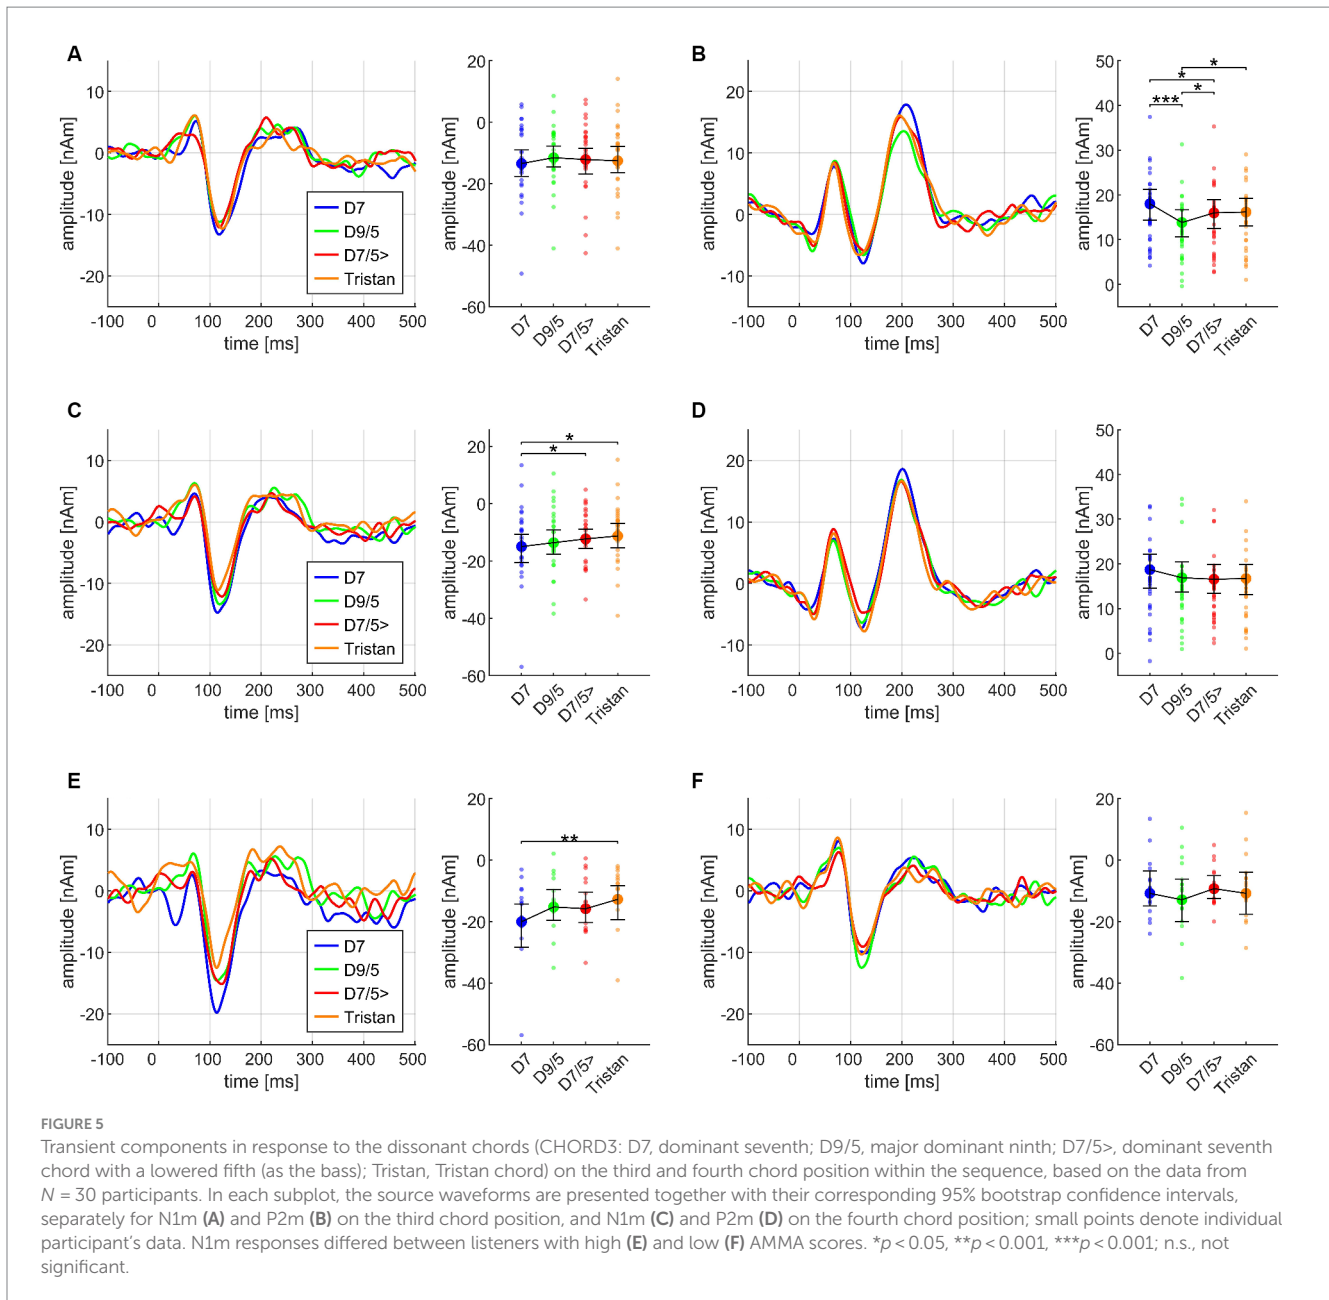 A
10
0
-10
-20
amplitude [nAm]
D7
D9/5
D7/5>
Tristan
-100 0 100 200 300 400 500
time [ms]
20
0
-20
-40
-60
amplitude [nAm]
D7
D9/5
D7/5>
Tristan
B
20
10
0
-10
amplitude [nAm]
-100 0 100 200 300 400 500
time [ms]
50
40
30
20
10
0
amplitude [nAm]
*
*
*
***
D7
D9/5
D7/5>
Tristan
C
10
0
-10
-20
amplitude [nAm]
D7
D9/5
D7/5>
Tristan
-100 0 100 200 300 400 500
time [ms]
20
0
-20
-40
-60
amplitude [nAm]
*
*
D7
D9/5
D7/5>
Tristan
D
20
10
0
-10
amplitude [nAm]
-100 0 100 200 300 400 500
time [ms]
50
40
30
20
10
0
amplitude [nAm]
D7
D9/5
D7/5>
Tristan
E
10
0
-10
-20
amplitude [nAm]
D7
D9/5
D7/5>
Tristan
-100 0 100 200 300 400 500
time [ms]
20
0
-20
-40
-60
amplitude [nAm]
**
D7
D9/5
D7/5>
Tristan
F
10
0
-10
-20
amplitude [nAm]
-100 0 100 200 300 400 500
time [ms]
20
0
-20
-40
-60
amplitude [nAm]
D7
D9/5
D7/5>
Tristan
FIGURE 5
Transient components in response to the dissonant chords (CHORD3: D7, dominant seventh; D9/5, major dominant ninth; D7/5>, dominant seventh
chord with a lowered fifth (as the bass); Tristan, Tristan chord) on the third and fourth chord position within the sequence, based on the data from
N = 30 participants. In each subplot, the source waveforms are presented together with their corresponding 95% bootstrap confidence intervals,
separately for N1m (A) and P2m (B) on the third chord position, and N1m (C) and P2m (D) on the fourth chord position; small points denote individual
participant's data. N1m responses differed between listeners with high (E) and low (F) AMMA scores. *p < 0.05, **p < 0.001, ***p < 0.001; n.s., not
significant.